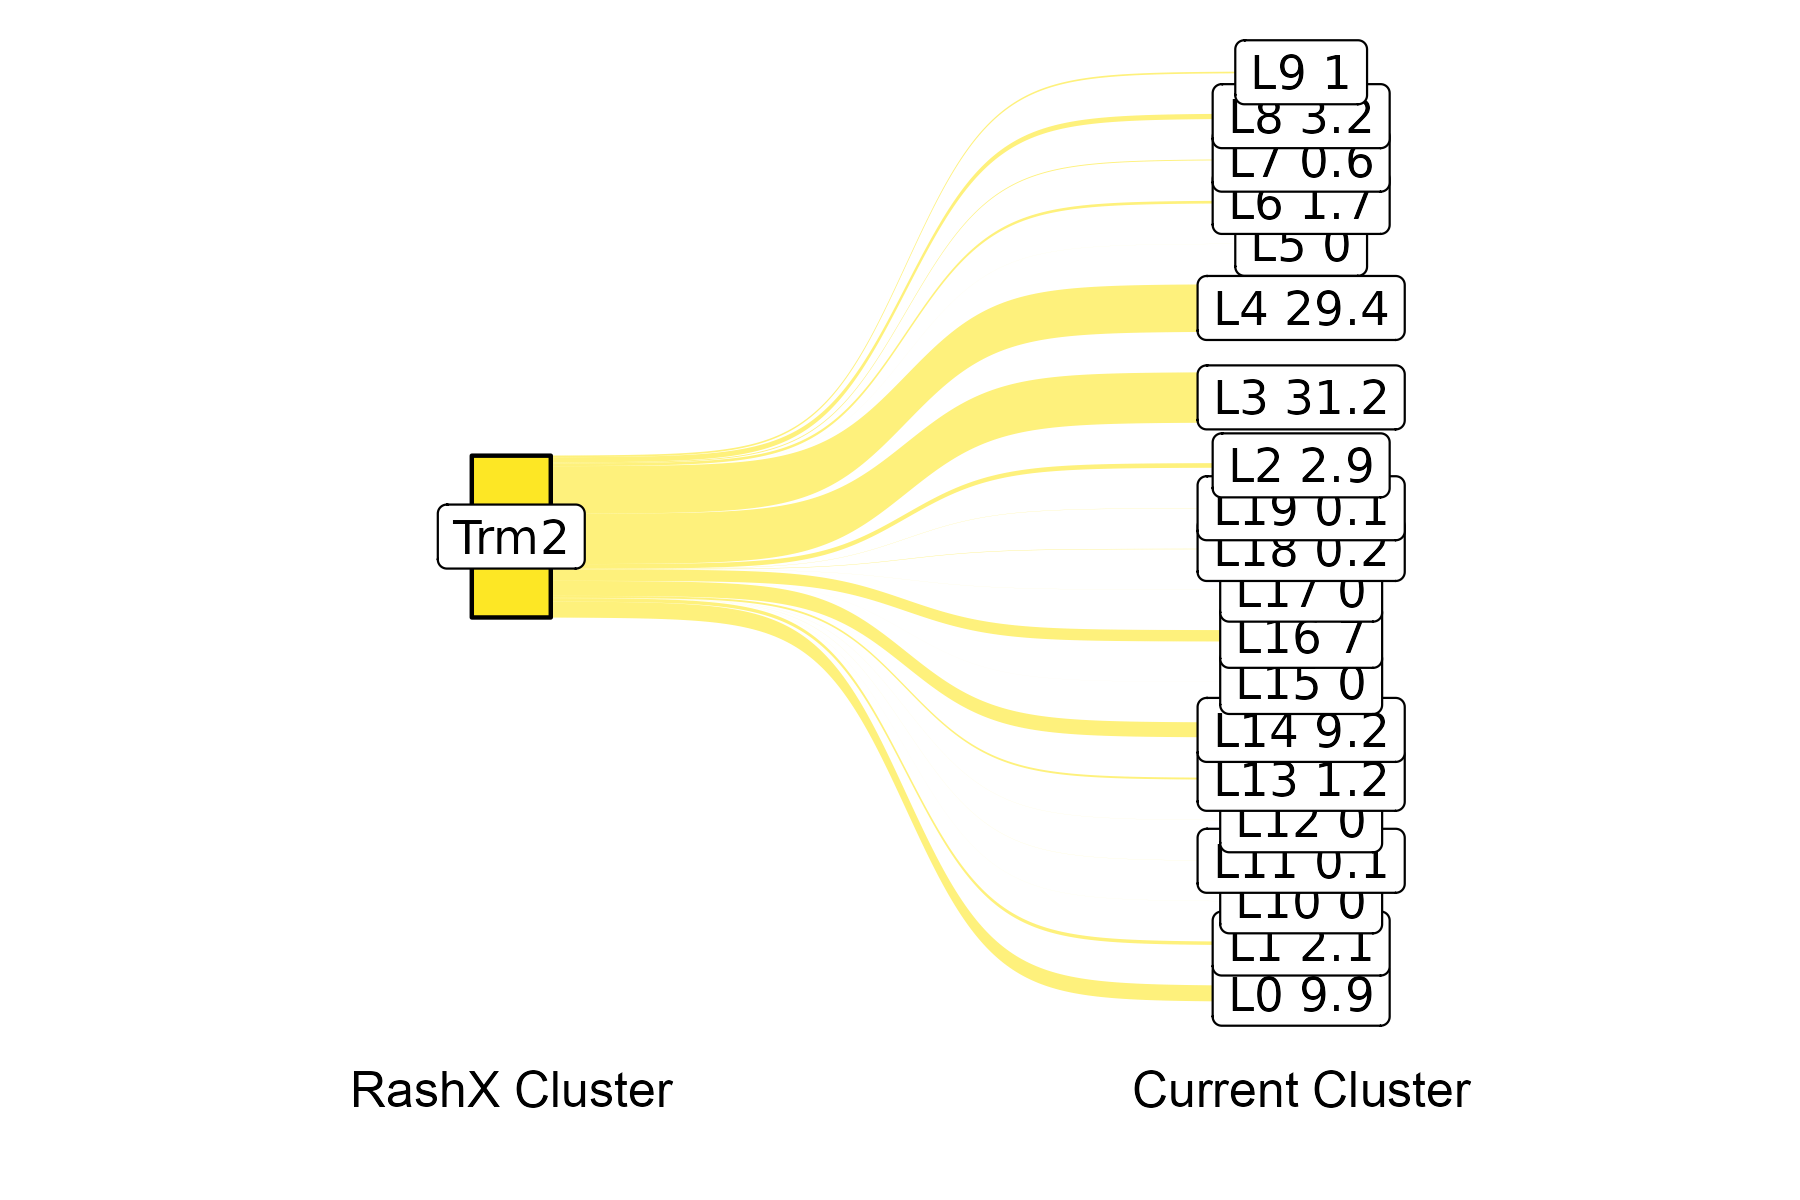 L9 1
L8 3.2
L7 0.6
L6 1.7
L5 0
L4 29.4
L3 31.2
L2 2.9
L19 0.1
Trm2
L18 0.2
L17 0
L16 7
L15 0
L14 9.2
L13 1.2
L12 0
L11 0.1
L10 0
L1 2.1
L0 9.9
RashX Cluster
Current Cluster